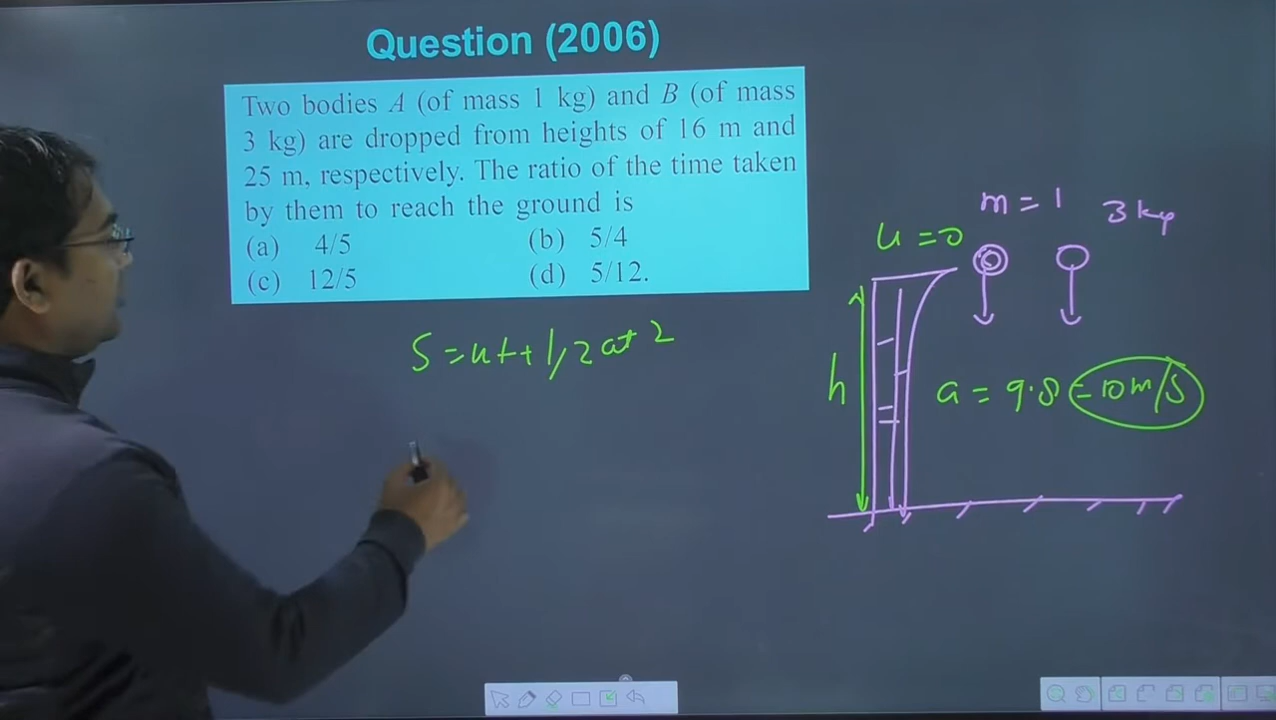 Question (2006)
Two bodies A (of mass 1 kg) and B (of mass
3 kg) are dropped from heights of 16 m and
25 m, respectively. The ratio of the time taken
by them to reach the ground is
(a) 4/5 (b) 5/4
(c) 12/5 (d) 5/12.
S = ut + 1/2 at 2
m = 1 3 kg
u = 0
h
a = 9.8 = 10 m/s